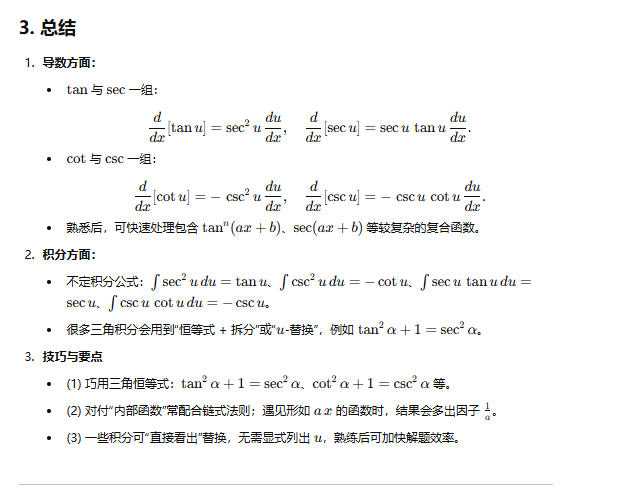 3. 总结
1. 导数方面：
• tan 与 sec 一组：
d/dx [tan u] = sec² u du/dx, d/dx [sec u] = sec u tan u du/dx.
• cot 与 csc 一组：
d/dx [cot u] = − csc² u du/dx, d/dx [csc u] = − csc u cot u du/dx.
• 熟悉后，可快速处理包含 tanⁿ(ax + b)、sec(ax + b) 等较复杂的复合函数。
2. 积分方面：
• 不定积分公式：∫ sec² u du = tan u、∫ csc² u du = − cot u、∫ sec u tan u du =
sec u、∫ csc u cot u du = − csc u。
• 很多三角积分会用到“恒等式 + 拆分”或“u-替换”，例如 tan² α + 1 = sec² α。
3. 技巧与要点
• (1) 巧用三角恒等式：tan² α + 1 = sec² α、cot² α + 1 = csc² α 等。
• (2) 对付“内部函数”常配合链式法则；遇见形如 a x 的函数时，结果会多出因子 1/a。
• (3) 一些积分可“直接看出”替换，无需显式列出 u，熟练后可加快解题效率。